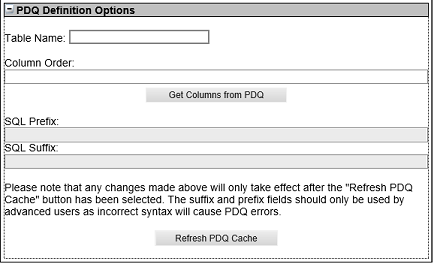 PDQ Definition Options
Table Name:
Column Order:
Get Columns from PDQ
SQL Prefix:
SQL Suffix:
Please note that any changes made above will only take effect after the "Refresh PDQ
Cache" button has been selected. The suffix and prefix fields should only be used by
advanced users as incorrect syntax will cause PDQ errors.
Refresh PDQ Cache